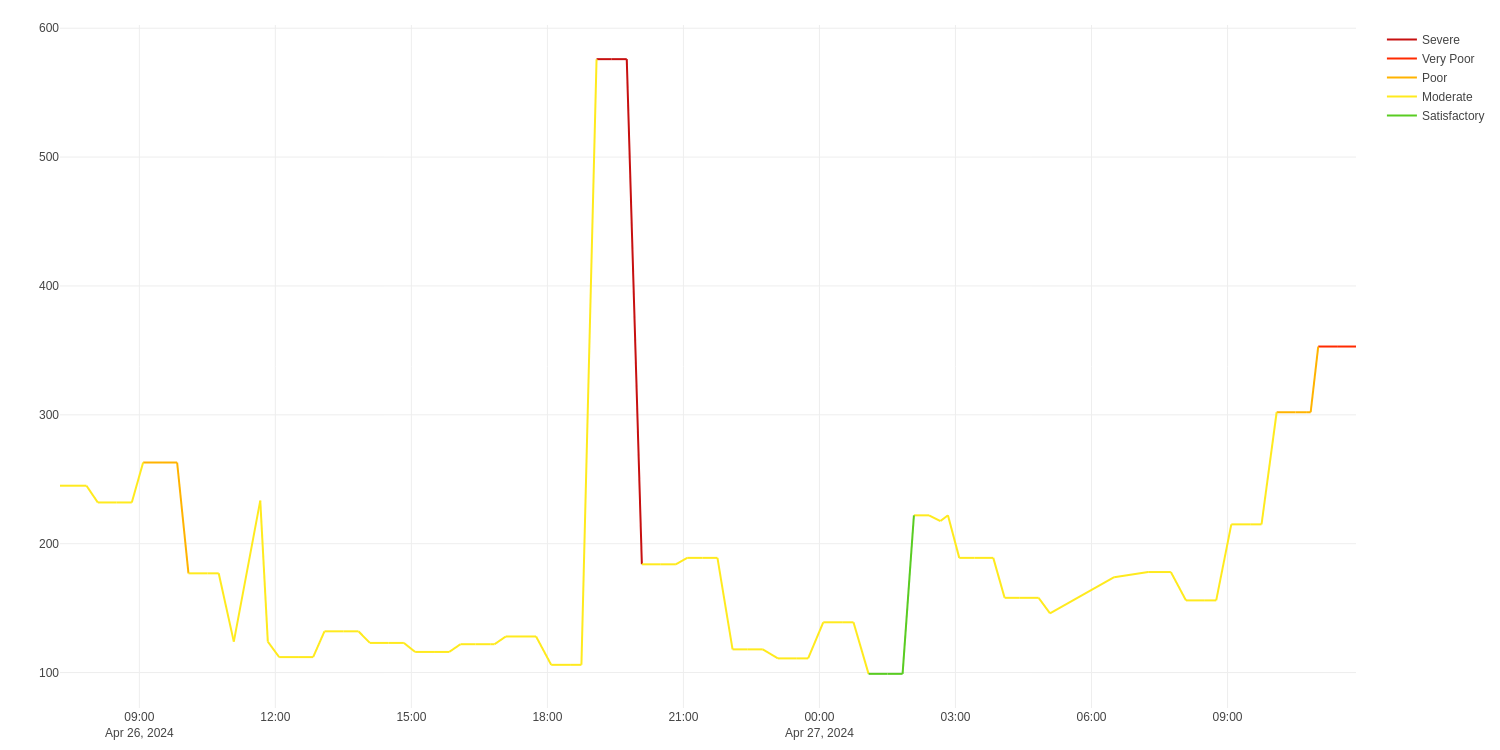 600
500
400
300
200
100
09:00
Apr 26, 2024
12:00
15:00
18:00
21:00
00:00
Apr 27, 2024
03:00
06:00
09:00
Severe
Very Poor
Poor
Moderate
Satisfactory